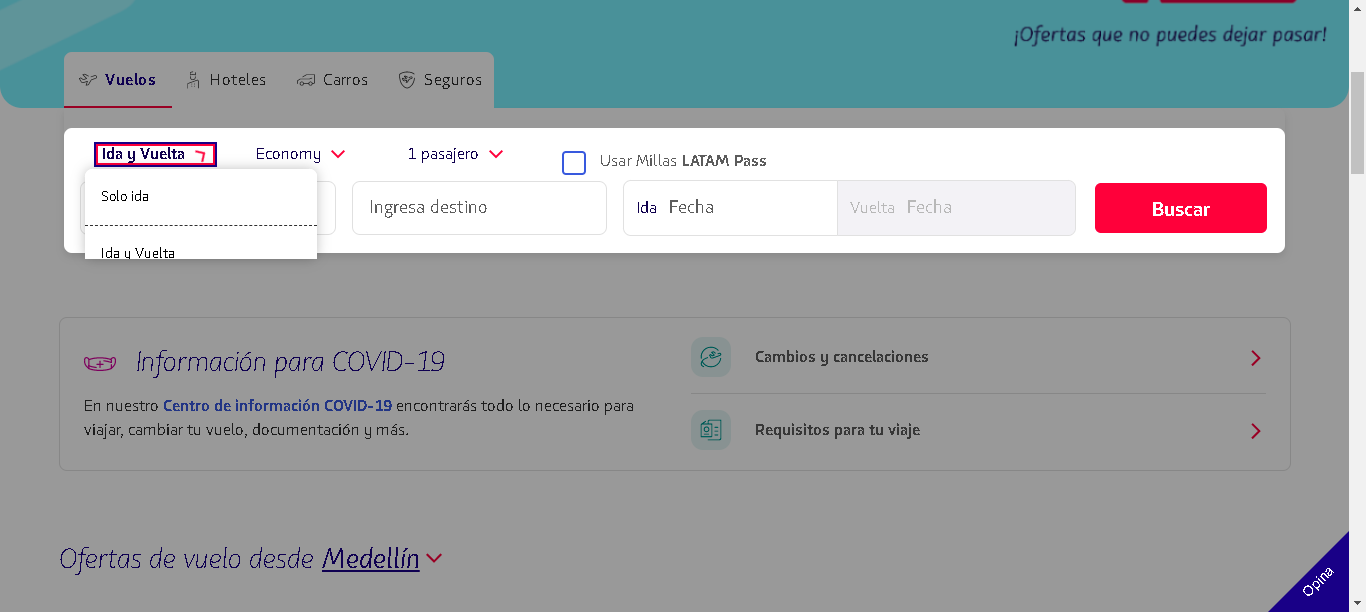 ¡Ofertas que no puedes dejar pasar!
Vuelos
Hoteles
Carros
Seguros
Ida y Vuelta
Economy
1 pasajero
Usar Millas LATAM Pass
Solo ida
Ida y Vuelta
Ingresa destino
Ida Fecha
Vuelta Fecha
Buscar
Información para COVID-19
En nuestro Centro de información COVID-19 encontrarás todo lo necesario para
viajar, cambiar tu vuelo, documentación y más.
Cambios y cancelaciones
Requisitos para tu viaje
Ofertas de vuelo desde Medellín
Opina